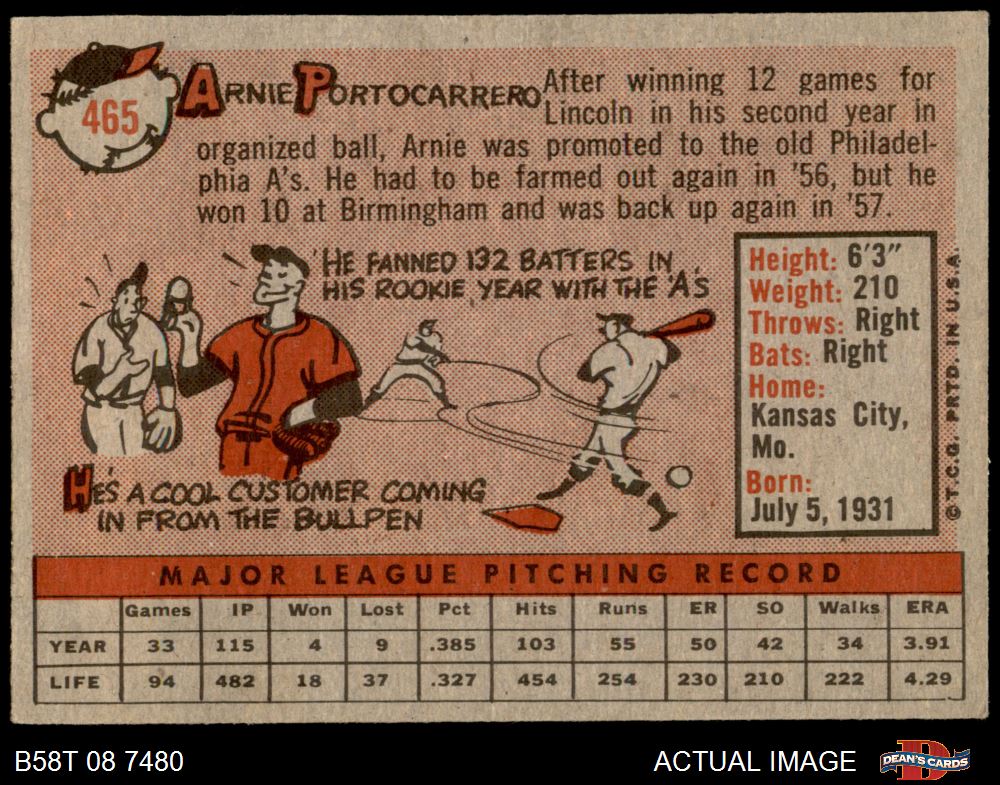 465
ARNIE PORTOCARRERO
After winning 12 games for
Lincoln in his second year in
organized ball, Arnie was promoted to the old Philadel-
phia A's. He had to be farmed out again in '56, but he
won 10 at Birmingham and was back up again in '57.
HE FANNED 132 BATTERS IN
HIS ROOKIE YEAR WITH THE A'S
HE'S A COOL CUSTOMER COMING
IN FROM THE BULLPEN
Height: 6'3"
Weight: 210
Throws: Right
Bats: Right
Home:
Kansas City,
Mo.
Born:
July 5, 1931
© T.C.G. PRTD. IN U.S.A.
MAJOR LEAGUE PITCHING RECORD
Games IP Won Lost Pct Hits Runs ER SO Walks ERA
YEAR 33 115 4 9 .385 103 55 50 42 34 3.91
LIFE 94 482 18 37 .327 454 254 230 210 222 4.29
B58T 08 7480
ACTUAL IMAGE
D
DEAN'S CARDS